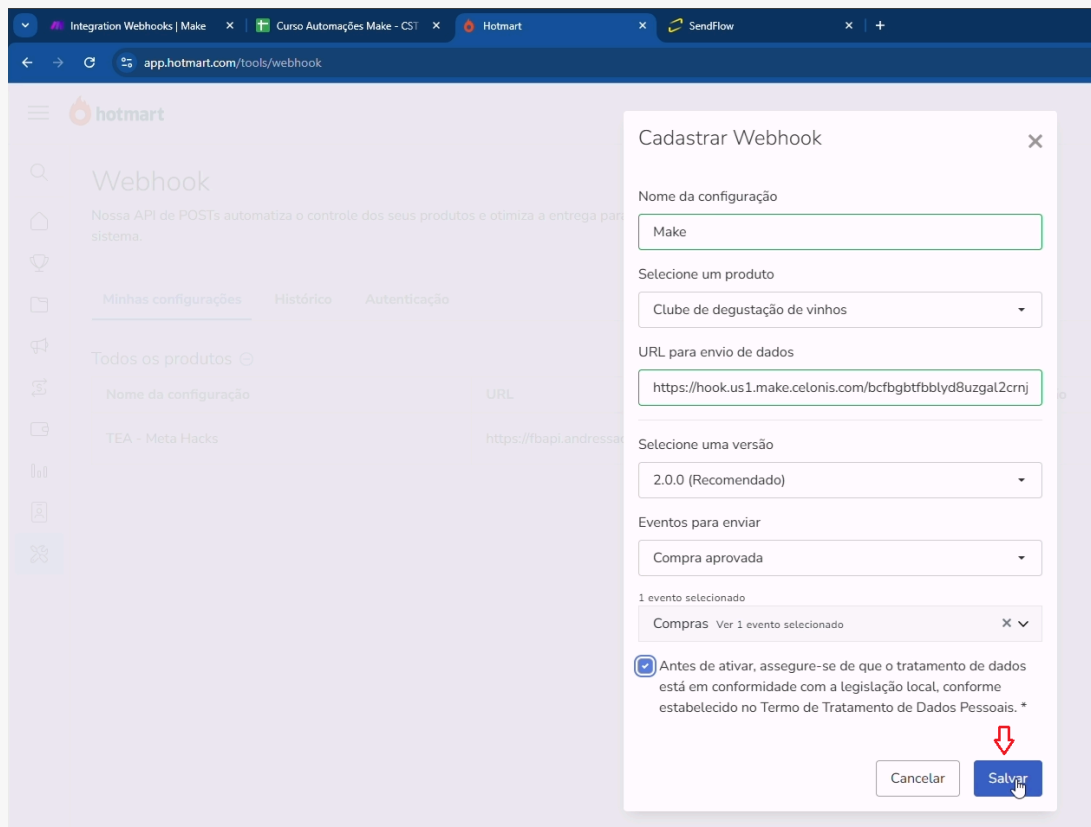 Integration Webhooks | Make
Curso Automações Make - CST
Hotmart
SendFlow
app.hotmart.com/tools/webhook
hotmart
Webhook
Nossa API de POSTs automatiza o controle dos seus produtos e otimiza a entrega par
sistema.
Minhas configurações Histórico Autenticação
Todos os produtos
Nome da configuração URL
TEA - Meta Hacks https://fbapi.andressa
Cadastrar Webhook
Nome da configuração
Make
Selecione um produto
Clube de degustação de vinhos
URL para envio de dados
https://hook.us1.make.celonis.com/bcfbgbtfbblyd8uzgal2crnj
Selecione uma versão
2.0.0 (Recomendado)
Eventos para enviar
Compra aprovada
1 evento selecionado
Compras Ver 1 evento selecionado
Antes de ativar, assegure-se de que o tratamento de dados
está em conformidade com a legislação local, conforme
estabelecido no Termo de Tratamento de Dados Pessoais. *
Cancelar Salvar